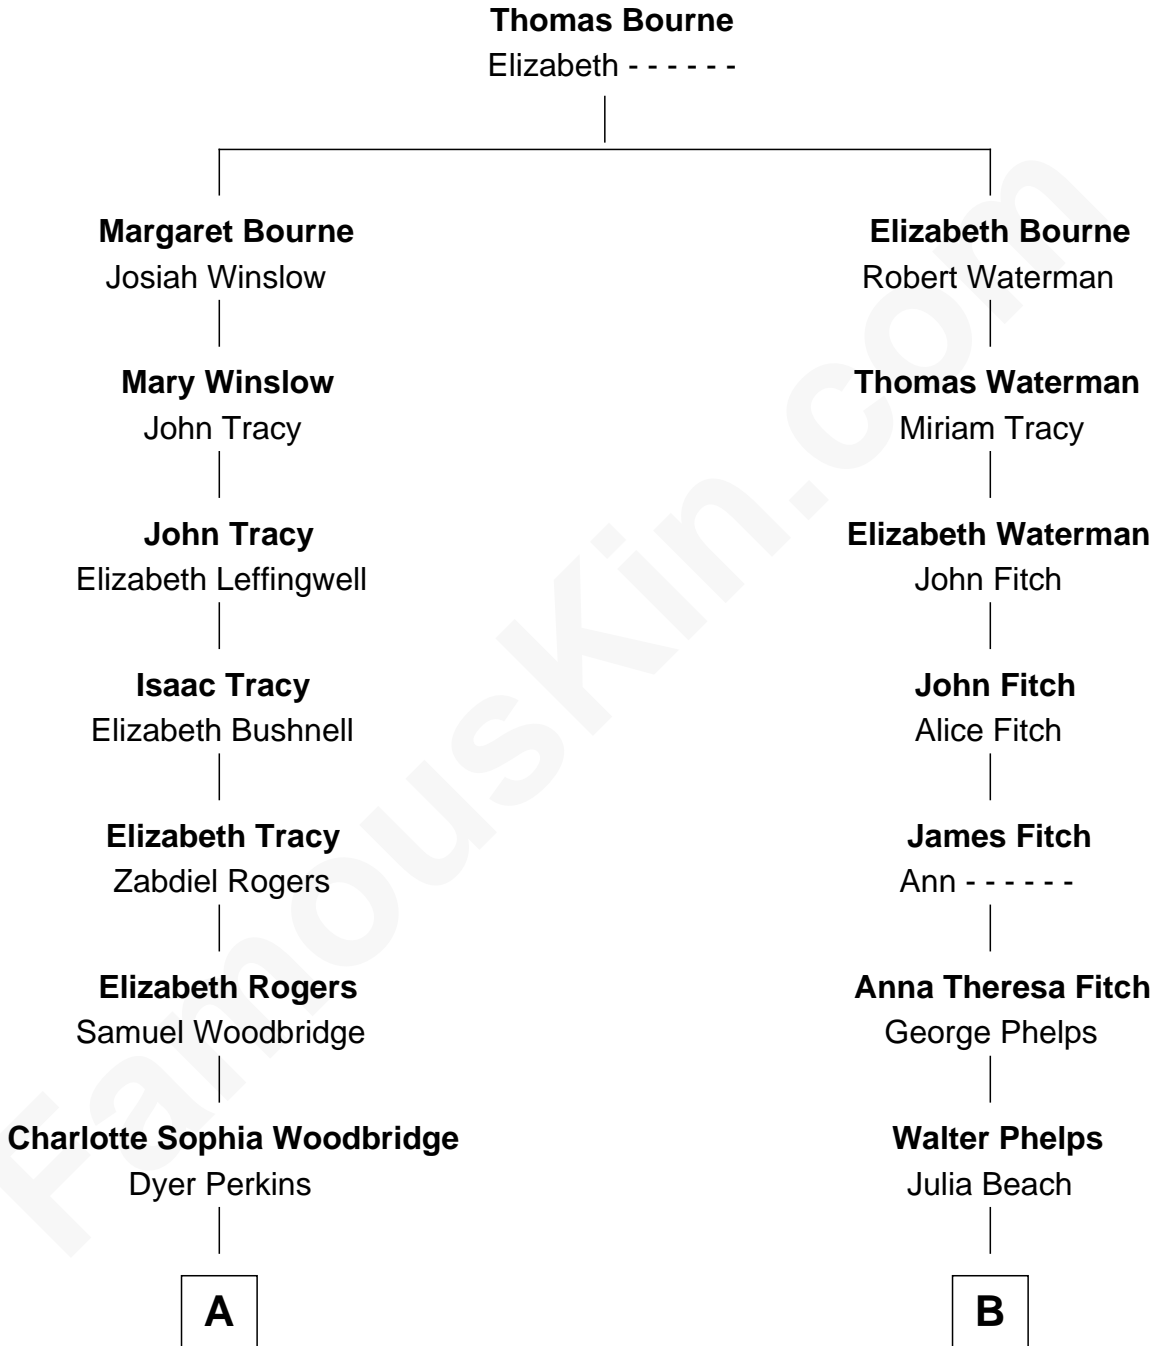 Thomas Bourne
Elizabeth - - - - - -
Margaret Bourne
Josiah Winslow
Elizabeth Bourne
Robert Waterman
Mary Winslow
John Tracy
Thomas Waterman
Miriam Tracy
John Tracy
Elizabeth Leffingwell
Elizabeth Waterman
John Fitch
Isaac Tracy
Elizabeth Bushnell
John Fitch
Alice Fitch
Elizabeth Tracy
Zabdiel Rogers
James Fitch
Ann - - - - - -
Elizabeth Rogers
Samuel Woodbridge
Anna Theresa Fitch
George Phelps
Charlotte Sophia Woodbridge
Dyer Perkins
Walter Phelps
Julia Beach
A
B
FamousKin.com